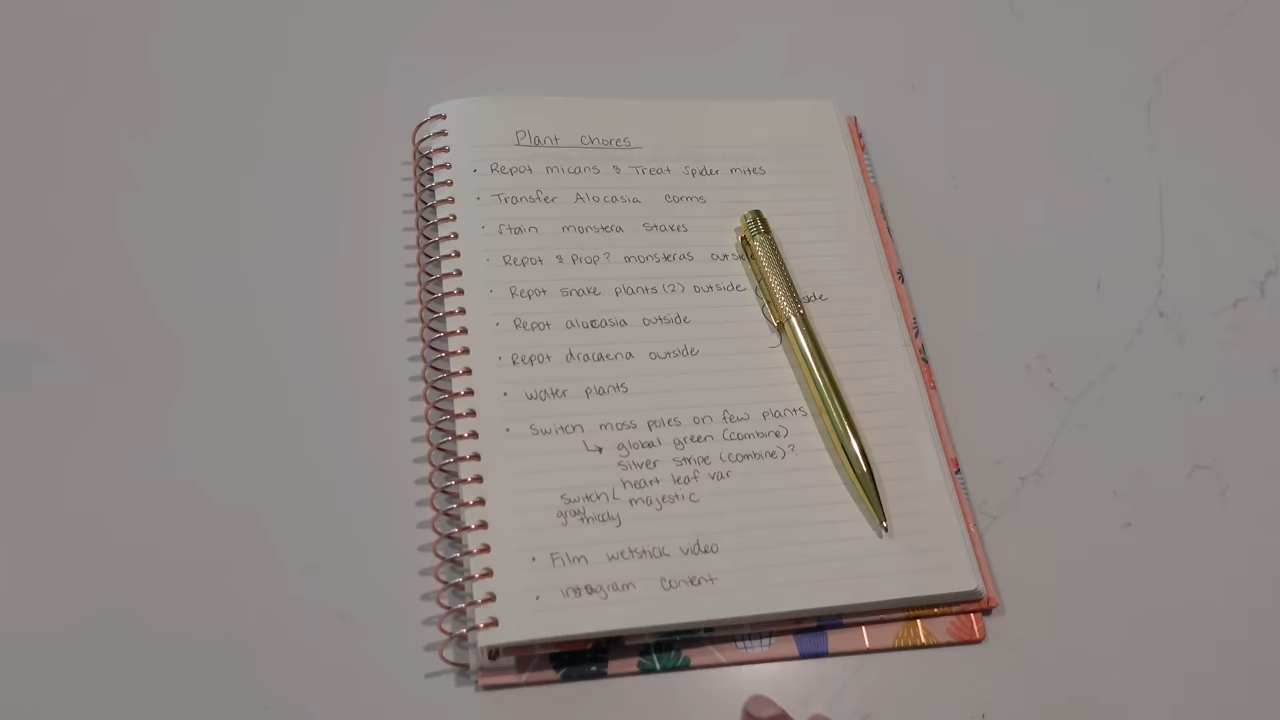 Plant chores
• Repot micans & Treat spider mites
• Transfer Alocasia corms
• Stain monstera stakes
• Repot & Prop? monsteras
• Repot snake plants (2) outside
• Repot alocasia outside
• Repot dracaena outside
• water plants
• Switch moss poles on few plants
↳ global green (combine)
silver stripe (combine)?
heart leaf var
switch majestic
thicly
• Film wetstick video
• instagram content